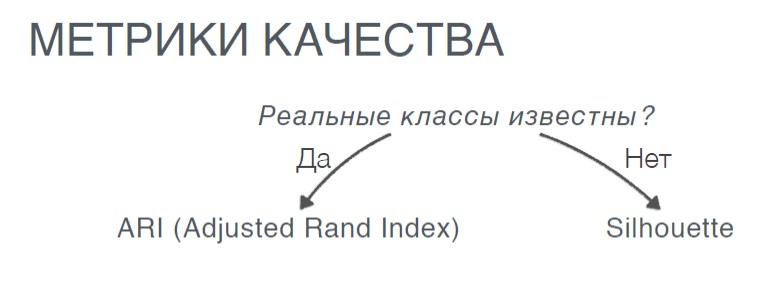 МЕТРИКИ КАЧЕСТВА
Реальные классы известны?
Да
Нет
ARI (Adjusted Rand Index)
Silhouette